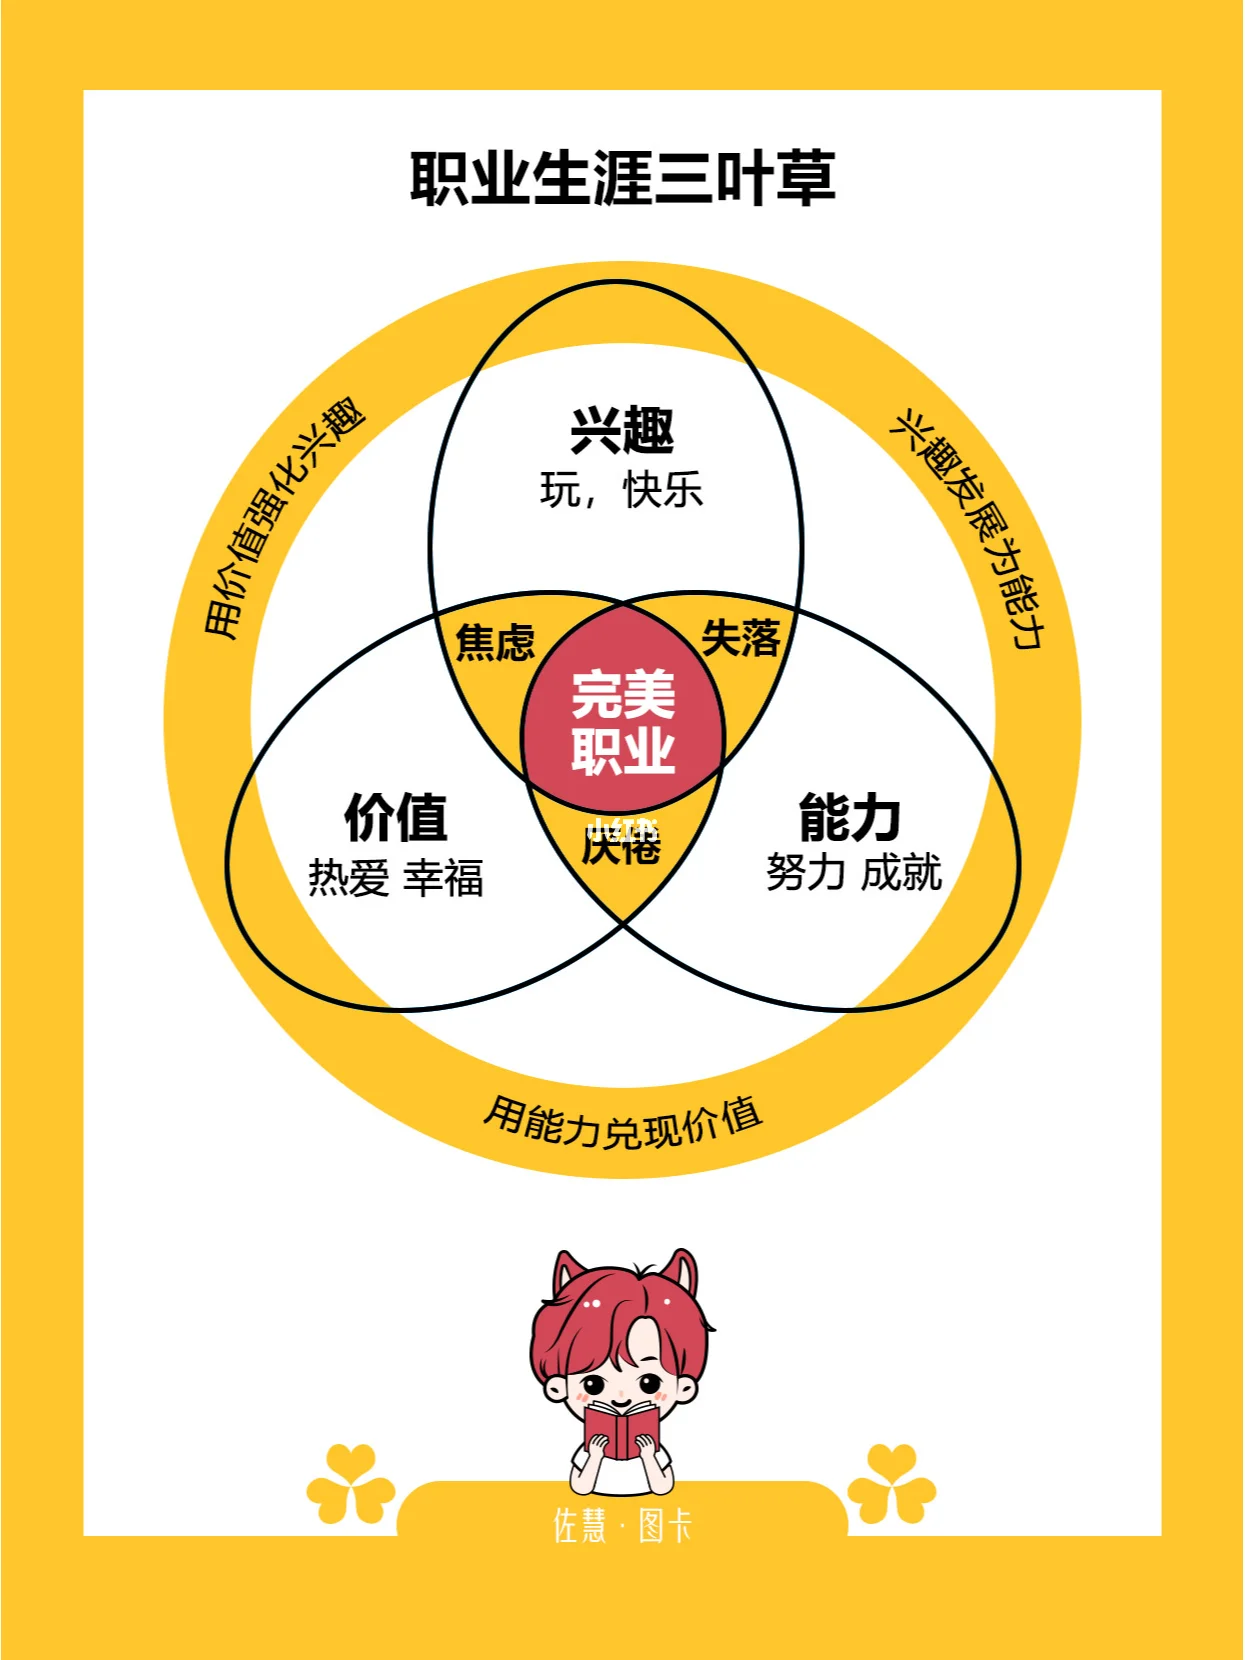 职业生涯三叶草
用价值强化兴趣
兴趣发展为能力
兴趣
玩，快乐
焦虑
失落
完美
职业
价值
热爱 幸福
能力
努力 成就
小红书
厌倦
用能力兑现价值
佐慧·图卡